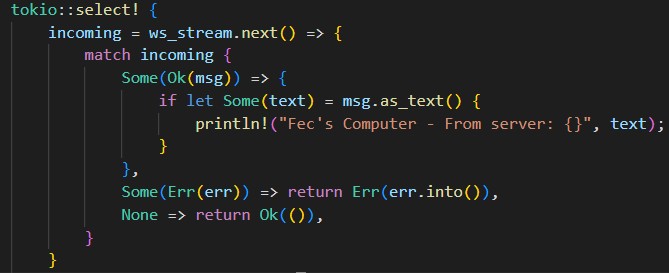 tokio::select! {
    incoming = ws_stream.next() => {
        match incoming {
            Some(Ok(msg)) => {
                if let Some(text) = msg.as_text() {
                    println!("Fec's Computer - From server: {}", text);
                }
            },
            Some(Err(err)) => return Err(err.into()),
            None => return Ok(()),
        }
    }